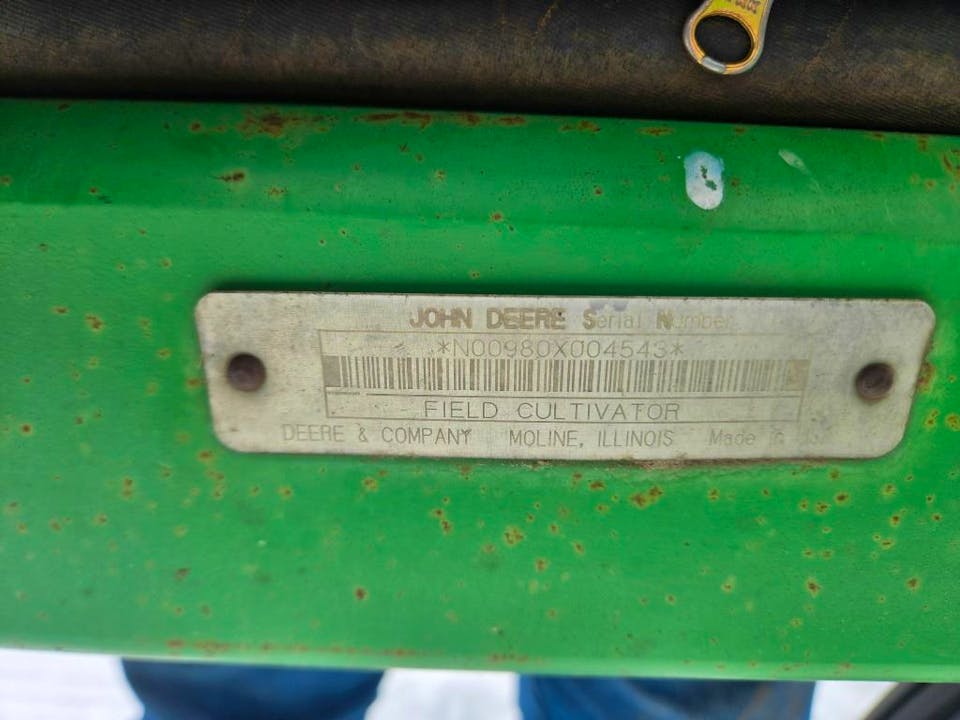 JOHN DEERE Serial Number
*N00980X004543*
FIELD CULTIVATOR
DEERE & COMPANY MOLINE, ILLINOIS Made